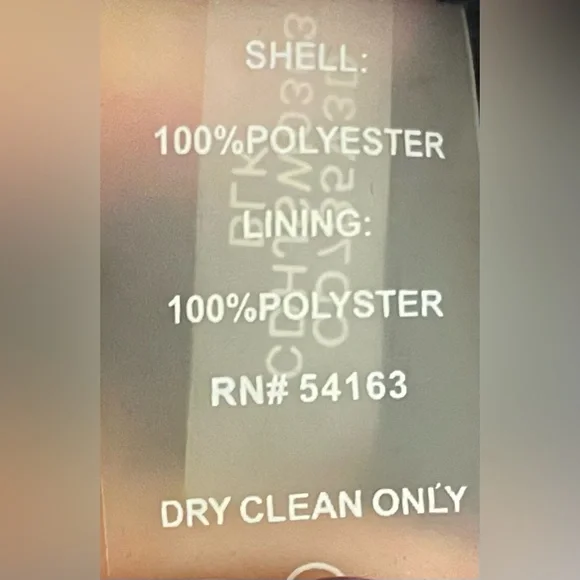 SHELL:
100%POLYESTER
LINING:
100%POLYSTER
RN# 54163
DRY CLEAN ONLY